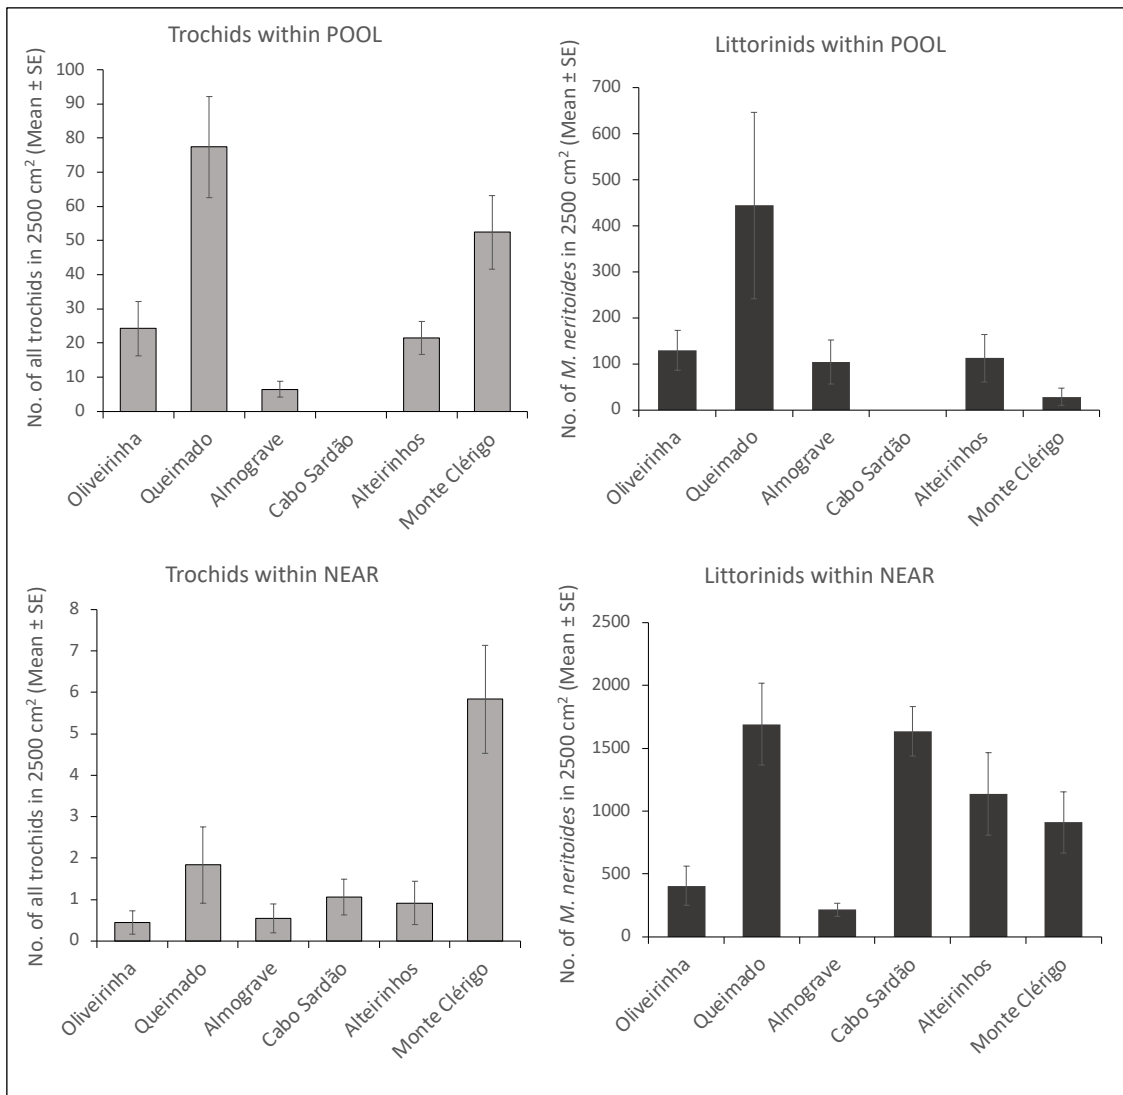 Trochids within POOL
No. of all trochids in 2500 cm² (Mean ± SE)
100
90
80
70
60
50
40
30
20
10
0
Oliveirinha
Queimado
Almograve
Cabo Sardão
Alteirinhos
Monte Clérigo
Littorinids within POOL
No. of M. neritoides in 2500 cm² (Mean ± SE)
700
600
500
400
300
200
100
0
Oliveirinha
Queimado
Almograve
Cabo Sardão
Alteirinhos
Monte Clérigo
Trochids within NEAR
No. of all trochids in 2500 cm² (Mean ± SE)
8
7
6
5
4
3
2
1
0
Oliveirinha
Queimado
Almograve
Cabo Sardão
Alteirinhos
Monte Clérigo
Littorinids within NEAR
No. of M. neritoides in 2500 cm² (Mean ± SE)
2500
2000
1500
1000
500
0
Oliveirinha
Queimado
Almograve
Cabo Sardão
Alteirinhos
Monte Clérigo